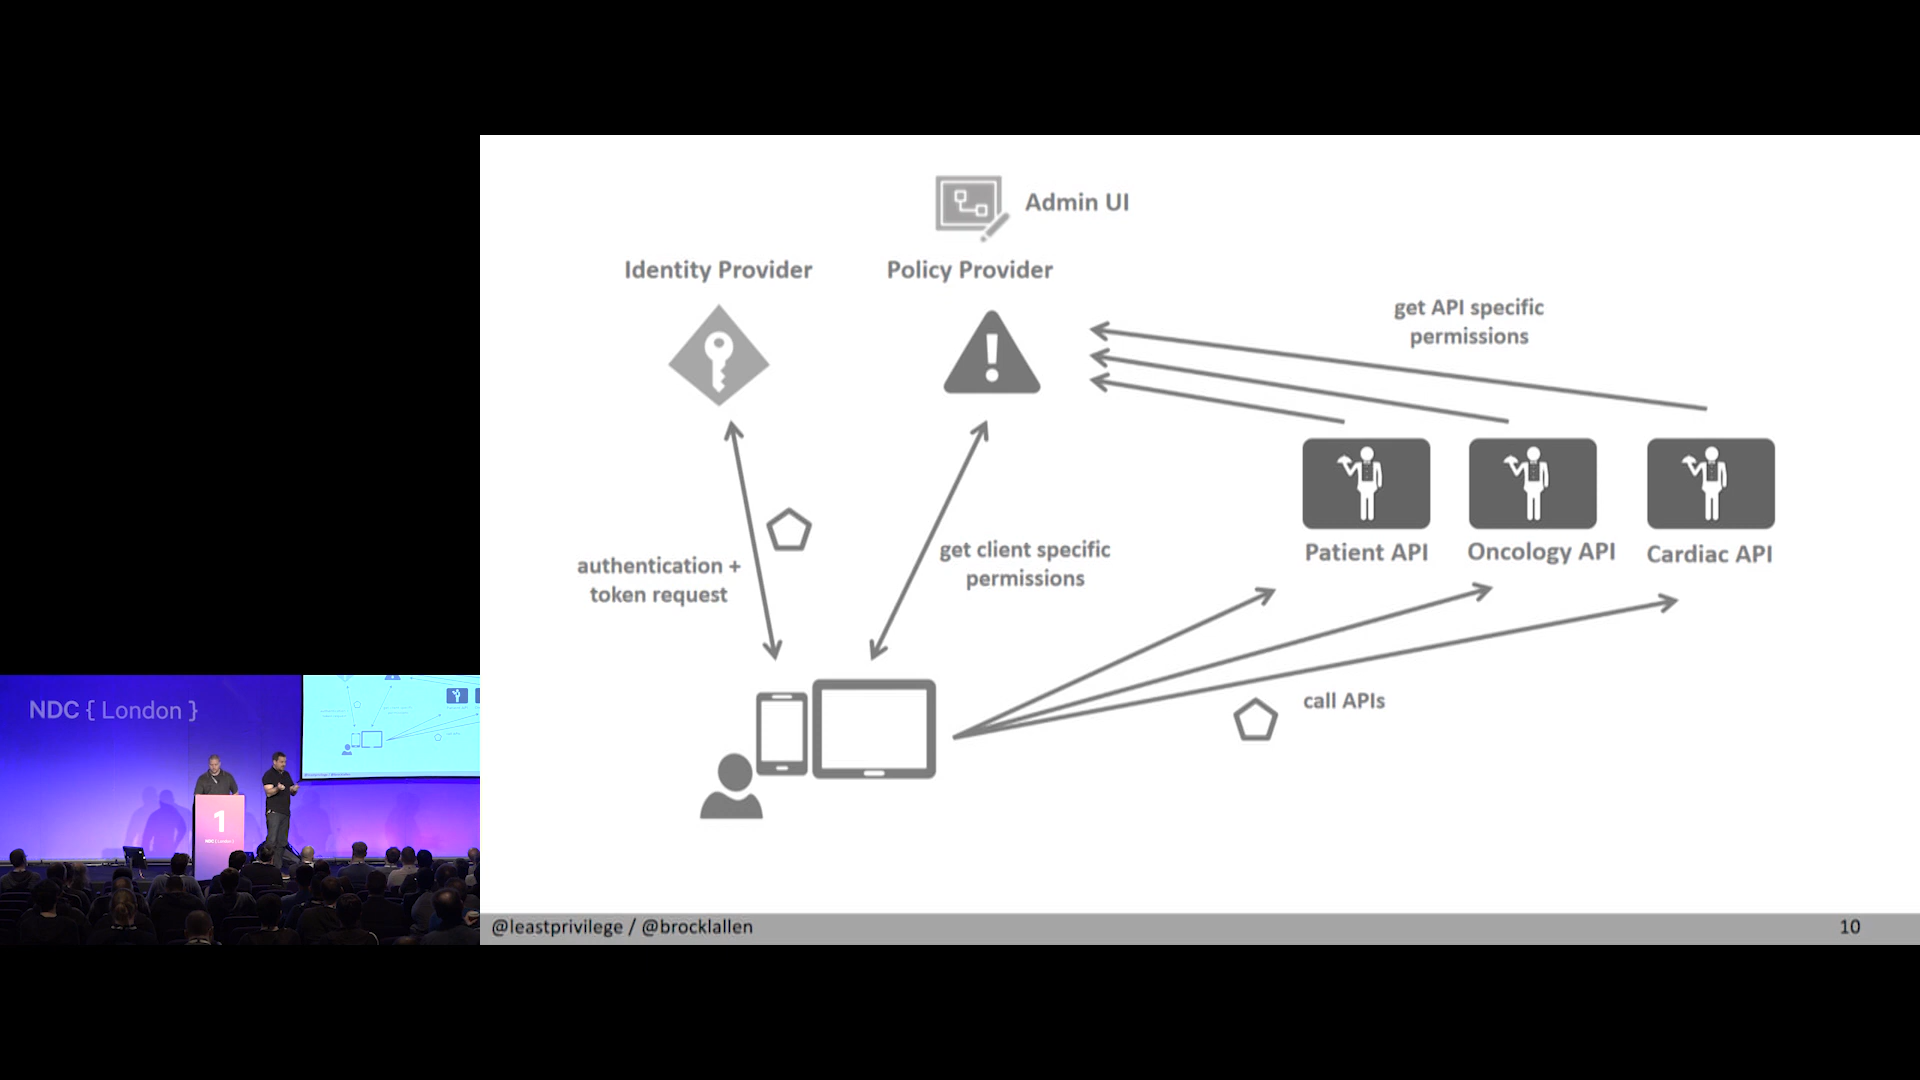 Admin UI
Identity Provider
Policy Provider
get API specific
permissions
Patient API
Oncology API
Cardiac API
authentication +
token request
get client specific
permissions
call APIs
@leastprivilege / @brocklallen
10
NDC { London }
1